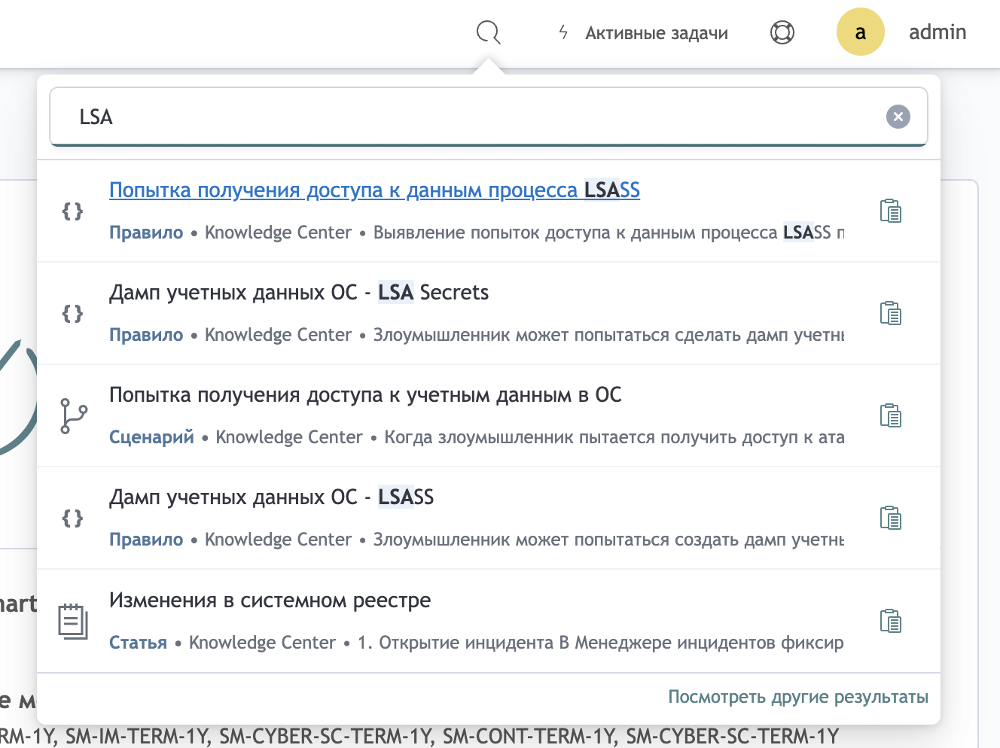 Активные задачи
a
admin
LSA
Попытка получения доступа к данным процесса LSASS
Правило • Knowledge Center • Выявление попыток доступа к данным процесса LSASS п
Дамп учетных данных ОС - LSA Secrets
Правило • Knowledge Center • Злоумышленник может попытаться сделать дамп учетн
Попытка получения доступа к учетным данным в ОС
Сценарий • Knowledge Center • Когда злоумышленник пытается получить доступ к ата
Дамп учетных данных ОС - LSASS
Правило • Knowledge Center • Злоумышленник может попытаться создать дамп учетн
Изменения в системном реестре
Статья • Knowledge Center • 1. Открытие инцидента В Менеджере инцидентов фиксир
Посмотреть другие результаты
RM-1Y, SM-IM-TERM-1Y, SM-CYBER-SC-TERM-1Y, SM-CONT-TERM-1Y, SM-CYBER-SC-TERM-1Y